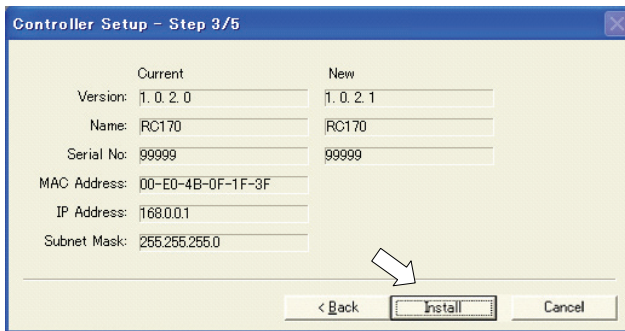 Controller Setup - Step 3/5
Current New
Version: 1. 0. 2. 0 1. 0. 2. 1
Name: RC170 RC170
Serial No: 99999 99999
MAC Address: 00-E0-4B-0F-1F-3F
IP Address: 168.0.0.1
Subnet Mask: 255.255.255.0
< Back Install Cancel